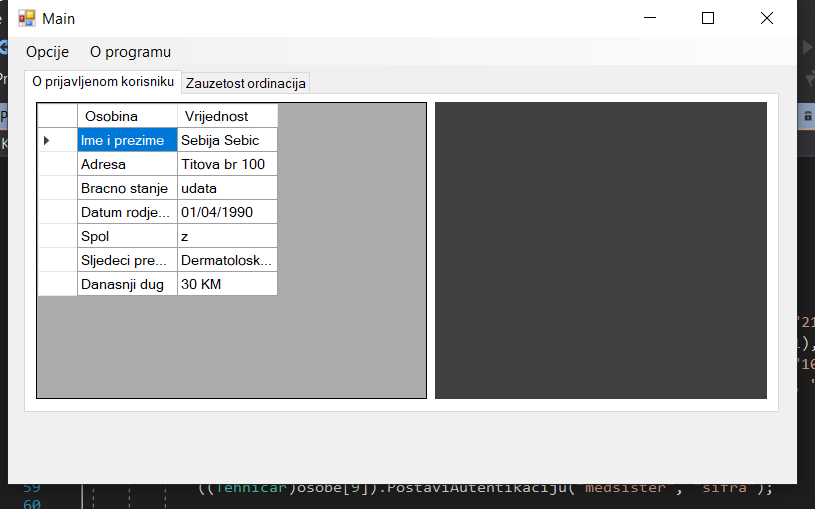 Main
Opcije O programu
O prijavljenom korisniku Zauzetost ordinacija
Osobina Vrijednost
Ime i prezime Sebija Sebic
Adresa Titova br 100
Bracno stanje udata
Datum rodje... 01/04/1990
Spol z
Sljedeci pre... Dermatolosk...
Danasnji dug 30 KM
59 ((Tehnicar)osobe[9]).PostaviAutentikaciju("medsister", "sifra");
60